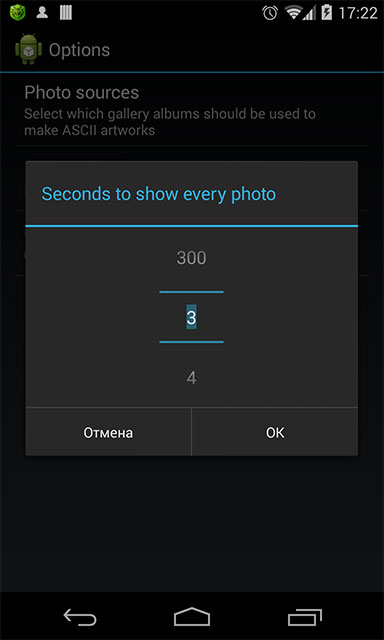 17:22
Options
Photo sources
Select which gallery albums should be used to
make ASCII artworks
Seconds to show every photo
300
3
4
Отмена
OK